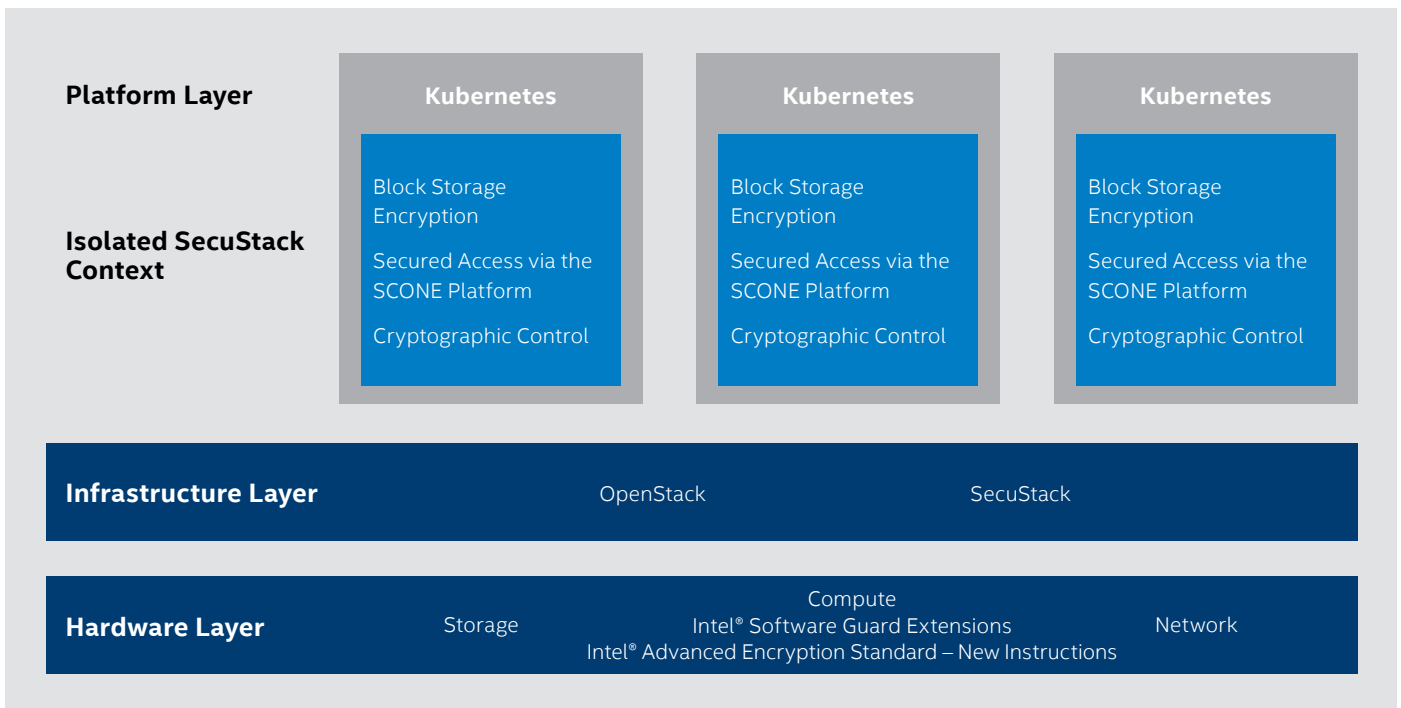 Platform Layer
Kubernetes
Kubernetes
Kubernetes
Isolated SecuStack
Context
Block Storage
Encryption
Secured Access via the
SCONE Platform
Cryptographic Control
Block Storage
Encryption
Secured Access via the
SCONE Platform
Cryptographic Control
Block Storage
Encryption
Secured Access via the
SCONE Platform
Cryptographic Control
Infrastructure Layer
OpenStack
SecuStack
Hardware Layer
Storage
Compute
Intel® Software Guard Extensions
Intel® Advanced Encryption Standard – New Instructions
Network